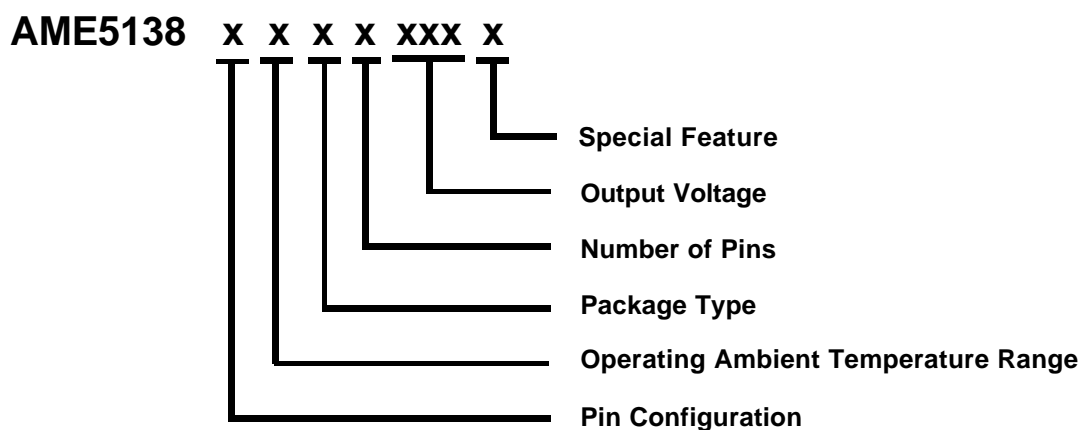 AME5138 x x x x xxx x
Special Feature
Output Voltage
Number of Pins
Package Type
Operating Ambient Temperature Range
Pin Configuration